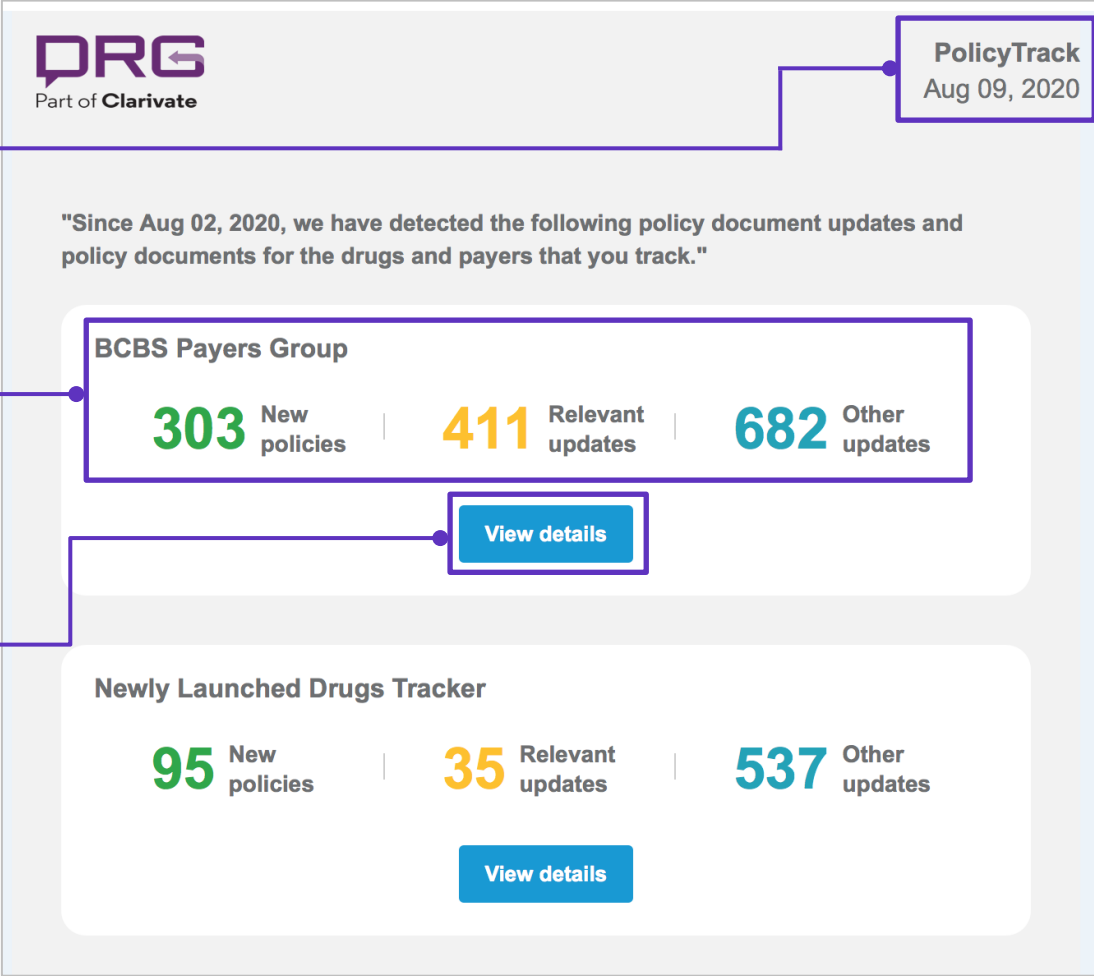 DRG
Part of Clarivate
PolicyTrack
Aug 09, 2020
"Since Aug 02, 2020, we have detected the following policy document updates and
policy documents for the drugs and payers that you track."
BCBS Payers Group
303 New policies
411 Relevant updates
682 Other updates
View details
Newly Launched Drugs Tracker
95 New policies
35 Relevant updates
537 Other updates
View details